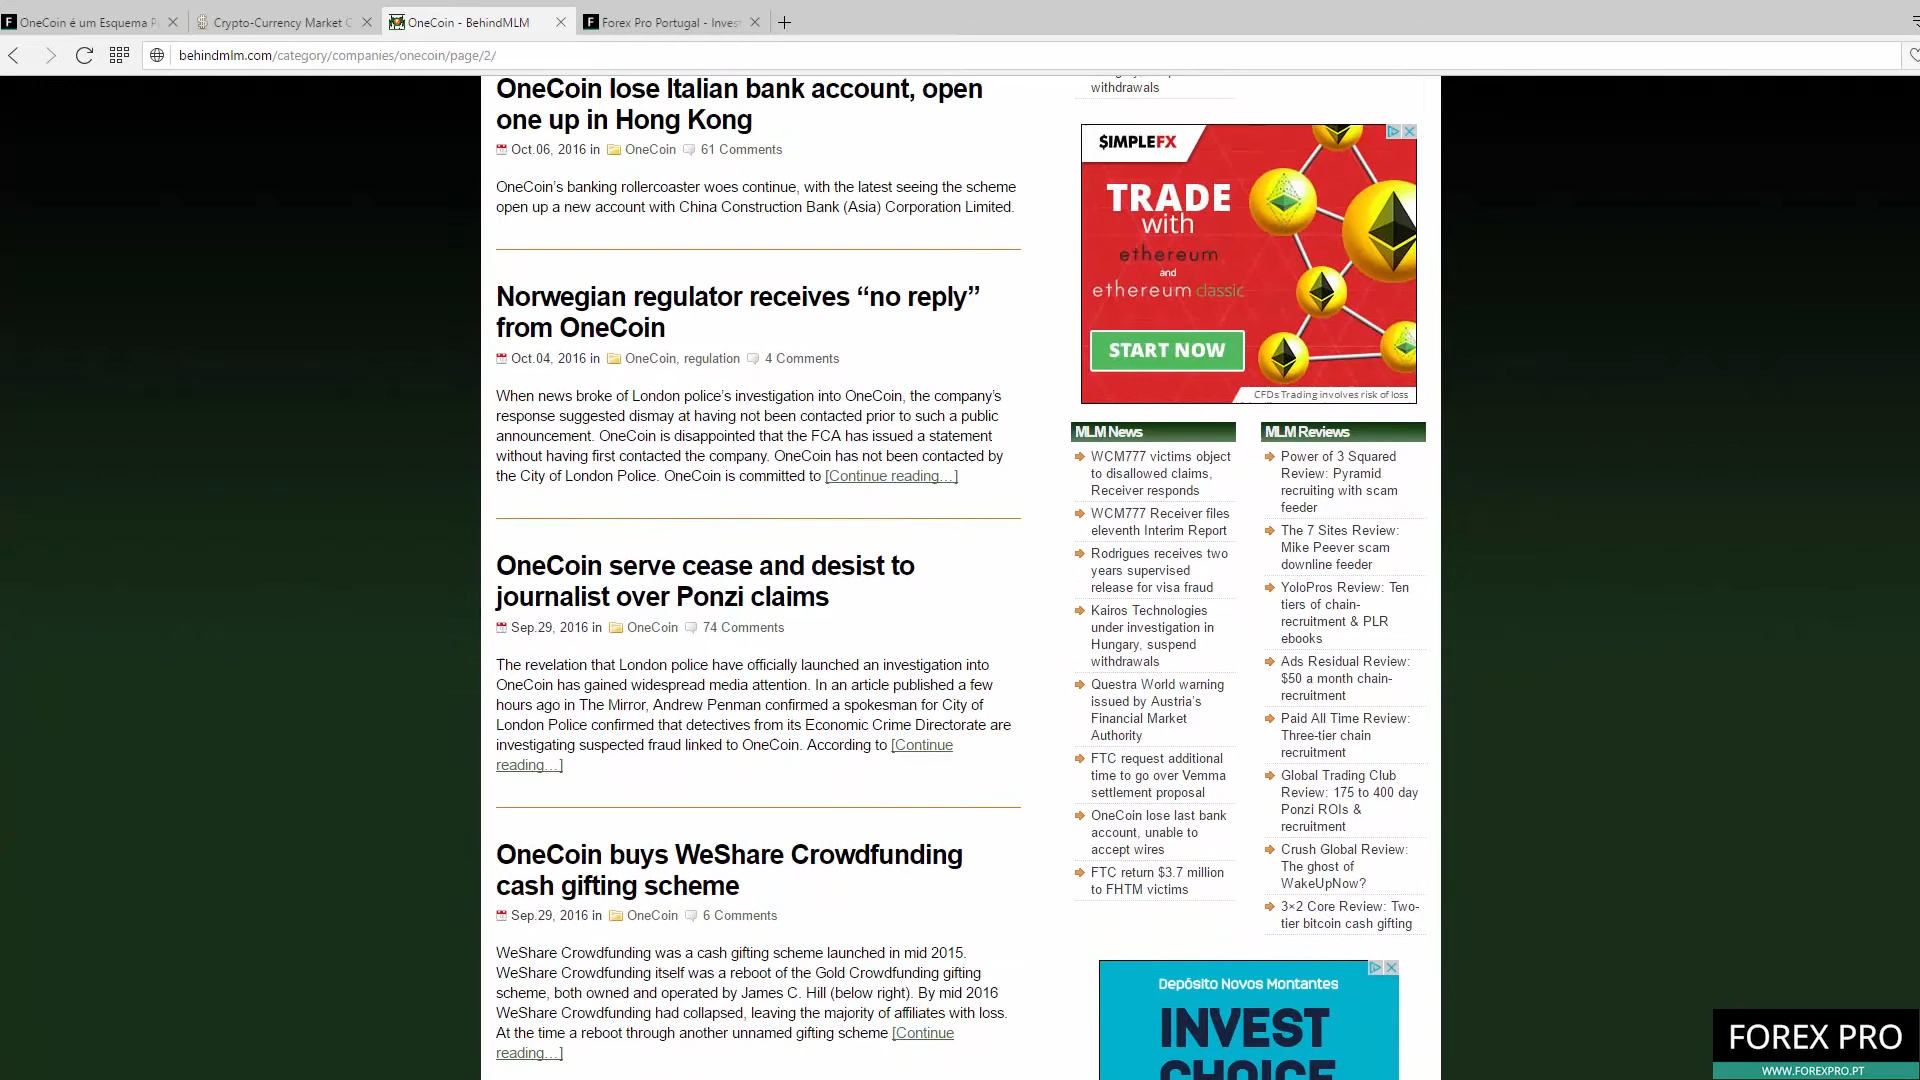 OneCoin é um Esquema P
Crypto-Currency Market C
OneCoin - BehindMLM
Forex Pro Portugal - Invest
behindmlm.com/category/companies/onecoin/page/2/
OneCoin lose Italian bank account, open
one up in Hong Kong
Oct.06, 2016 in OneCoin 61 Comments
OneCoin’s banking rollercoaster woes continue, with the latest seeing the scheme
open up a new account with China Construction Bank (Asia) Corporation Limited.
Norwegian regulator receives “no reply”
from OneCoin
Oct.04, 2016 in OneCoin, regulation 4 Comments
When news broke of London police’s investigation into OneCoin, the company’s
response suggested dismay at having not been contacted prior to such a public
announcement. OneCoin is disappointed that the FCA has issued a statement
without having first contacted the company. OneCoin has not been contacted by
the City of London Police. OneCoin is committed to [Continue reading…]
OneCoin serve cease and desist to
journalist over Ponzi claims
Sep.29, 2016 in OneCoin 74 Comments
The revelation that London police have officially launched an investigation into
OneCoin has gained widespread media attention. In an article published a few
hours ago in The Mirror, Andrew Penman confirmed a spokesman for City of
London Police confirmed that detectives from its Economic Crime Directorate are
investigating suspected fraud linked to OneCoin. According to [Continue
reading…]
OneCoin buys WeShare Crowdfunding
cash gifting scheme
Sep.29, 2016 in OneCoin 6 Comments
WeShare Crowdfunding was a cash gifting scheme launched in mid 2015.
WeShare Crowdfunding itself was a reboot of the Gold Crowdfunding gifting
scheme, both owned and operated by James C. Hill (below right). By mid 2016
WeShare Crowdfunding had collapsed, leaving the majority of affiliates with loss.
At the time a reboot through another unnamed gifting scheme [Continue
reading…]
withdrawals
$IMPLEFX
TRADE
with
ethereum
and
ethereum classic
START NOW
CFDs Trading involves risk of loss
MLM News
WCM777 victims object
to disallowed claims,
Receiver responds
WCM777 Receiver files
eleventh Interim Report
Rodrigues receives two
years supervised
release for visa fraud
Kairos Technologies
under investigation in
Hungary, suspend
withdrawals
Questra World warning
issued by Austria’s
Financial Market
Authority
FTC request additional
time to go over Vemma
settlement proposal
OneCoin lose last bank
account, unable to
accept wires
FTC return $3.7 million
to FHTM victims
MLM Reviews
Power of 3 Squared
Review: Pyramid
recruiting with scam
feeder
The 7 Sites Review:
Mike Peever scam
downline feeder
YoloPros Review: Ten
tiers of chain-
recruitment & PLR
ebooks
Ads Residual Review:
$50 a month chain-
recruitment
Paid All Time Review:
Three-tier chain
recruitment
Global Trading Club
Review: 175 to 400 day
Ponzi ROIs &
recruitment
Crush Global Review:
The ghost of
WakeUpNow?
3×2 Core Review: Two-
tier bitcoin cash gifting
Depósito Novos Montantes
INVEST
CHOICE
FOREX PRO
WWW.FOREXPRO.PT